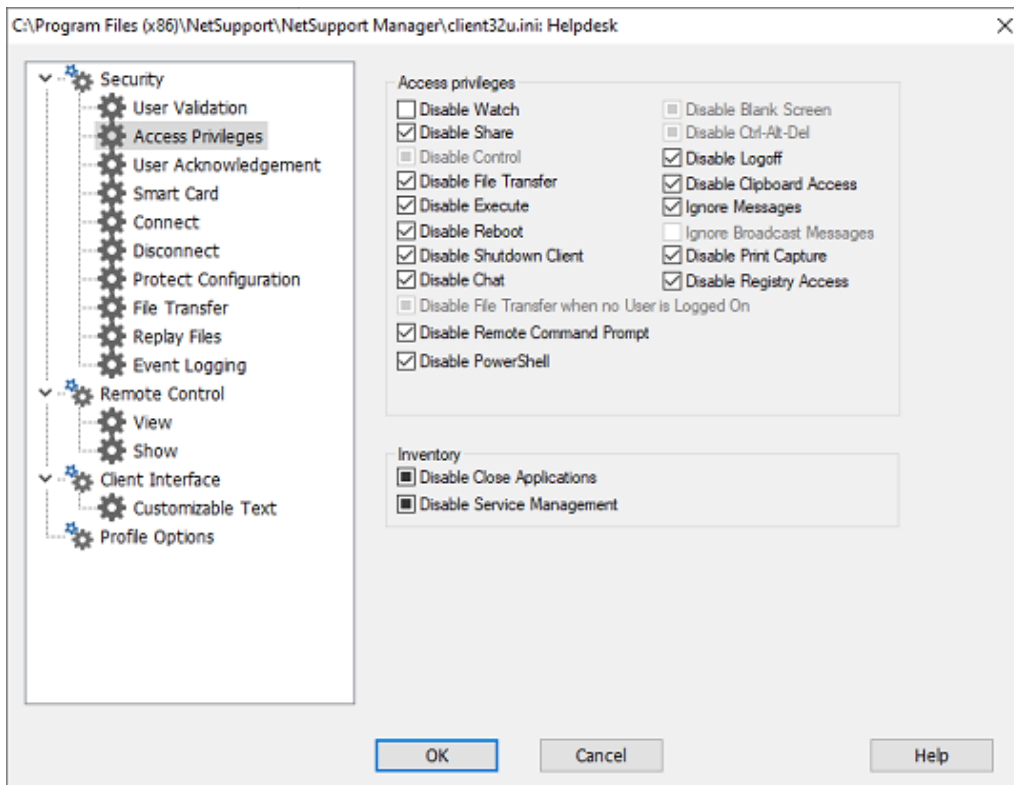 C:\Program Files (x86)\NetSupport\NetSupport Manager\client32u.ini: Helpdesk
Security
User Validation
Access Privileges
User Acknowledgement
Smart Card
Connect
Disconnect
Protect Configuration
File Transfer
Replay Files
Event Logging
Remote Control
View
Show
Client Interface
Customizable Text
Profile Options
Access privileges
Disable Watch
Disable Share
Disable Control
Disable File Transfer
Disable Execute
Disable Reboot
Disable Shutdown Client
Disable Chat
Disable File Transfer when no User is Logged On
Disable Remote Command Prompt
Disable PowerShell
Disable Blank Screen
Disable Ctrl-Alt-Del
Disable Logoff
Disable Clipboard Access
Ignore Messages
Ignore Broadcast Messages
Disable Print Capture
Disable Registry Access
Inventory
Disable Close Applications
Disable Service Management
OK
Cancel
Help